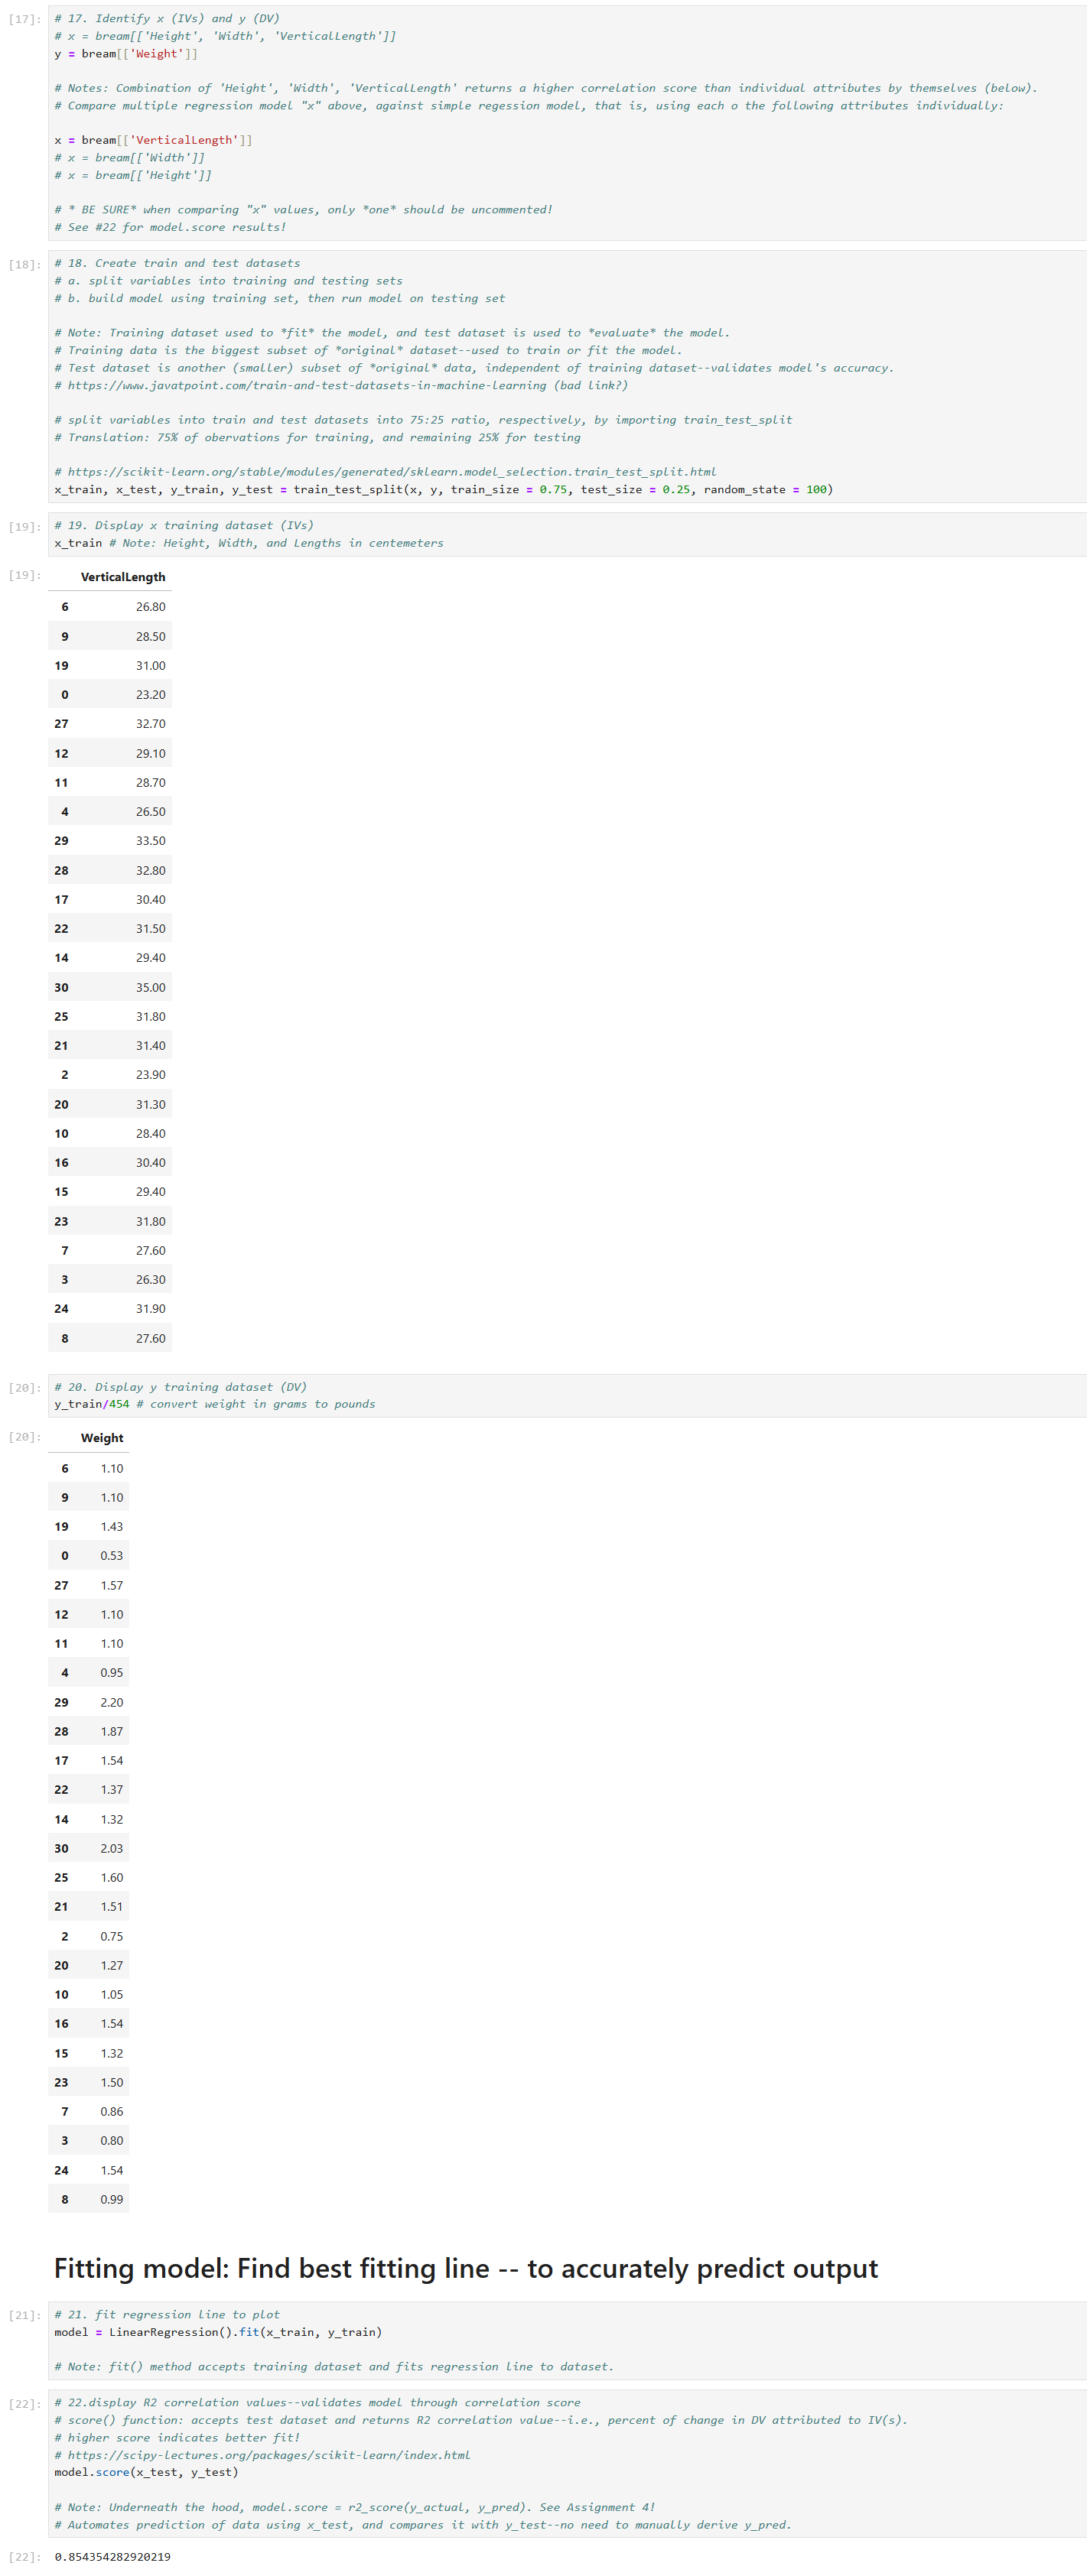 [17]:
# 17. Identify x (IVs) and y (DV)
# x = bream[['Height', 'Width', 'VerticalLength']]
y = bream[['Weight']]
# Notes: Combination of 'Height', 'Width', 'VerticalLength' returns a higher correlation score than individual attributes by themselves (below).
# Compare multiple regression model "x" above, against simple regession model, that is, using each o the following attributes individually:
x = bream[['VerticalLength']]
# x = bream[['Width']]
# x = bream[['Height']]
# * BE SURE* when comparing "x" values, only *one* should be uncommented!
# See #22 for model.score results!
[18]:
# 18. Create train and test datasets
# a. split variables into training and testing sets
# b. build model using training set, then run model on testing set
# Note: Training dataset used to *fit* the model, and test dataset is used to *evaluate* the model.
# Training data is the biggest subset of *original* dataset--used to train or fit the model.
# Test dataset is another (smaller) subset of *original* data, independent of training dataset--validates model's accuracy.
# https://www.javatpoint.com/train-and-test-datasets-in-machine-learning (bad link?)
# split variables into train and test datasets into 75:25 ratio, respectively, by importing train_test_split
# Translation: 75% of obervations for training, and remaining 25% for testing
# https://scikit-learn.org/stable/modules/generated/sklearn.model_selection.train_test_split.html
x_train, x_test, y_train, y_test = train_test_split(x, y, train_size = 0.75, test_size = 0.25, random_state = 100)
[19]:
# 19. Display x training dataset (IVs)
x_train # Note: Height, Width, and Lengths in centemeters
[19]:
VerticalLength
6 26.80
9 28.50
19 31.00
0 23.20
27 32.70
12 29.10
11 28.70
4 26.50
29 33.50
28 32.80
17 30.40
22 31.50
14 29.40
30 35.00
25 31.80
21 31.40
2 23.90
20 31.30
10 28.40
16 30.40
15 29.40
23 31.80
7 27.60
3 26.30
24 31.90
8 27.60
[20]:
# 20. Display y training dataset (DV)
y_train/454 # convert weight in grams to pounds
[20]:
Weight
6 1.10
9 1.10
19 1.43
0 0.53
27 1.57
12 1.10
11 1.10
4 0.95
29 2.20
28 1.87
17 1.54
22 1.37
14 1.32
30 2.03
25 1.60
21 1.51
2 0.75
20 1.27
10 1.05
16 1.54
15 1.32
23 1.50
7 0.86
3 0.80
24 1.54
8 0.99
Fitting model: Find best fitting line -- to accurately predict output
[21]:
# 21. fit regression line to plot
model = LinearRegression().fit(x_train, y_train)
# Note: fit() method accepts training dataset and fits regression line to dataset.
[22]:
# 22.display R2 correlation values--validates model through correlation score
# score() function: accepts test dataset and returns R2 correlation value--i.e., percent of change in DV attributed to IV(s).
# higher score indicates better fit!
# https://scipy-lectures.org/packages/scikit-learn/index.html
model.score(x_test, y_test)
# Note: Underneath the hood, model.score = r2_score(y_actual, y_pred). See Assignment 4!
# Automates prediction of data using x_test, and compares it with y_test--no need to manually derive y_pred.
[22]:
0.854354282920219